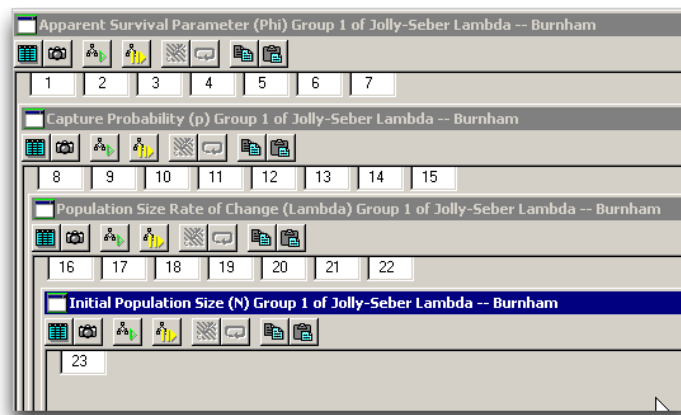 Apparent Survival Parameter (Phi) Group 1 of Jolly-Seber Lambda -- Burnham
1 2 3 4 5 6 7
Capture Probability (p) Group 1 of Jolly-Seber Lambda -- Burnham
8 9 10 11 12 13 14 15
Population Size Rate of Change (Lambda) Group 1 of Jolly-Seber Lambda -- Burnham
16 17 18 19 20 21 22
Initial Population Size (N) Group 1 of Jolly-Seber Lambda -- Burnham
23